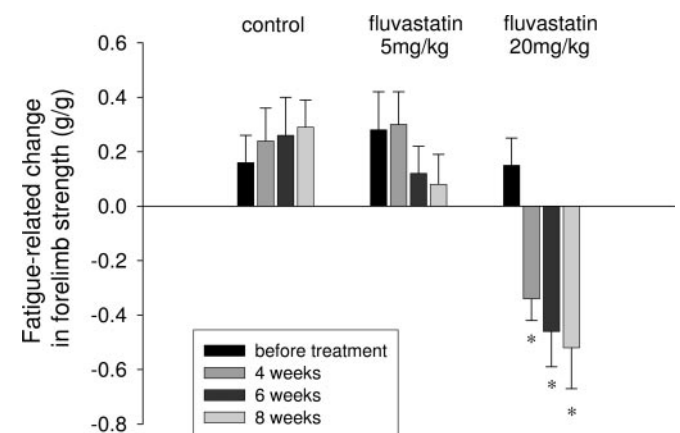 control
fluvastatin
5mg/kg
fluvastatin
20mg/kg
Fatigue-related change
in forelimb strength (g/g)
0.6
0.4
0.2
0.0
-0.2
-0.4
-0.6
-0.8
*
*
*
before treatment
4 weeks
6 weeks
8 weeks